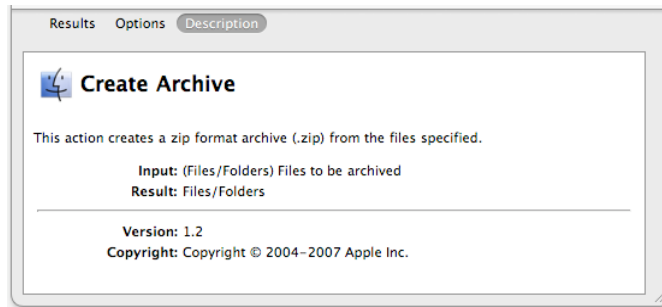 Results Options Description
Create Archive
This action creates a zip format archive (.zip) from the files specified.
Input: (Files/Folders) Files to be archived
Result: Files/Folders
Version: 1.2
Copyright: Copyright © 2004–2007 Apple Inc.